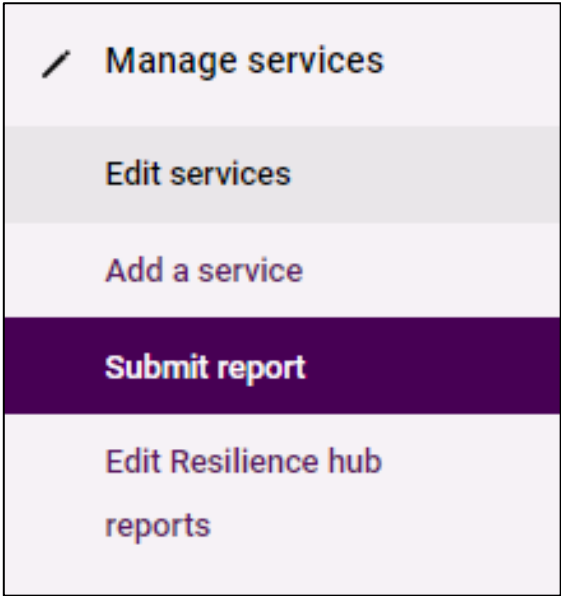 Manage services
Edit services
Add a service
Submit report
Edit Resilience hub
reports